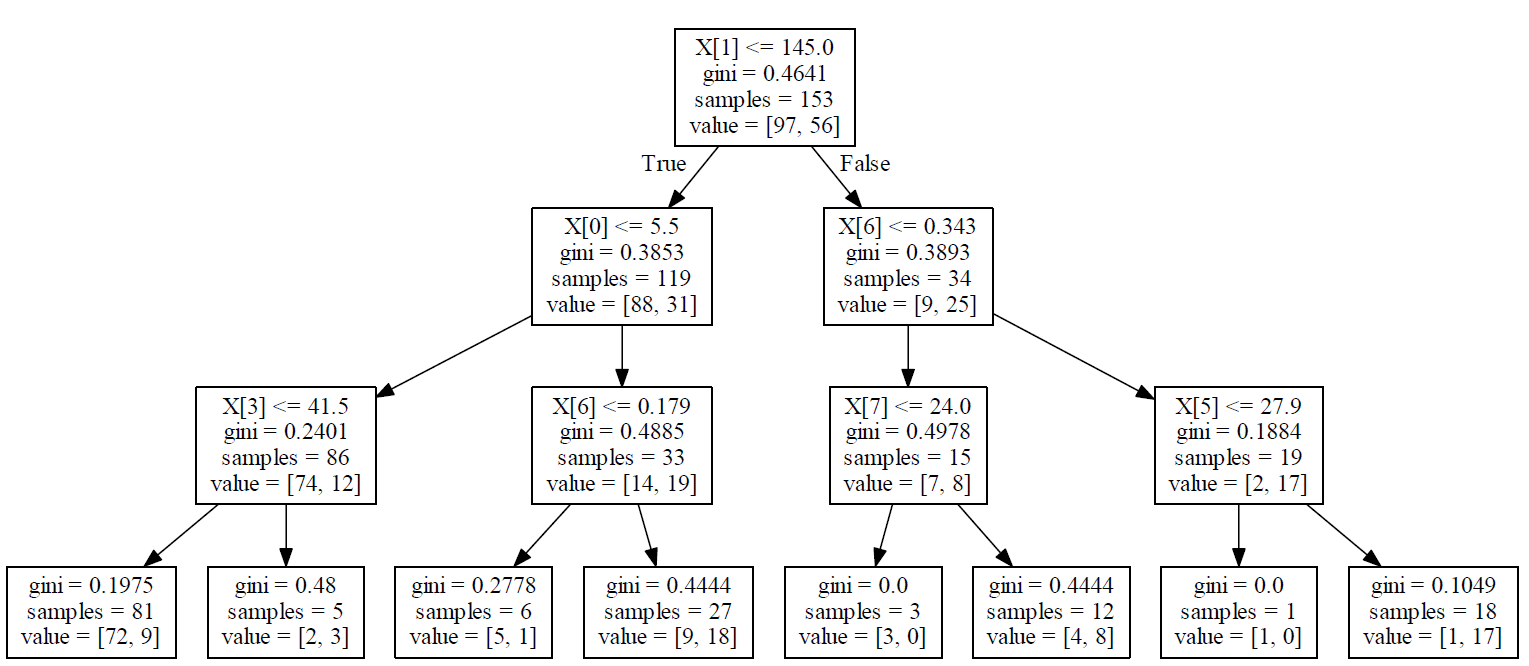 X[1] <= 145.0
gini = 0.4641
samples = 153
value = [97, 56]
True
False
X[0] <= 5.5
gini = 0.3853
samples = 119
value = [88, 31]
X[6] <= 0.343
gini = 0.3893
samples = 34
value = [9, 25]
X[3] <= 41.5
gini = 0.2401
samples = 86
value = [74, 12]
X[6] <= 0.179
gini = 0.4885
samples = 33
value = [14, 19]
X[7] <= 24.0
gini = 0.4978
samples = 15
value = [7, 8]
X[5] <= 27.9
gini = 0.1884
samples = 19
value = [2, 17]
gini = 0.1975
samples = 81
value = [72, 9]
gini = 0.48
samples = 5
value = [2, 3]
gini = 0.2778
samples = 6
value = [5, 1]
gini = 0.4444
samples = 27
value = [9, 18]
gini = 0.0
samples = 3
value = [3, 0]
gini = 0.4444
samples = 12
value = [4, 8]
gini = 0.0
samples = 1
value = [1, 0]
gini = 0.1049
samples = 18
value = [1, 17]